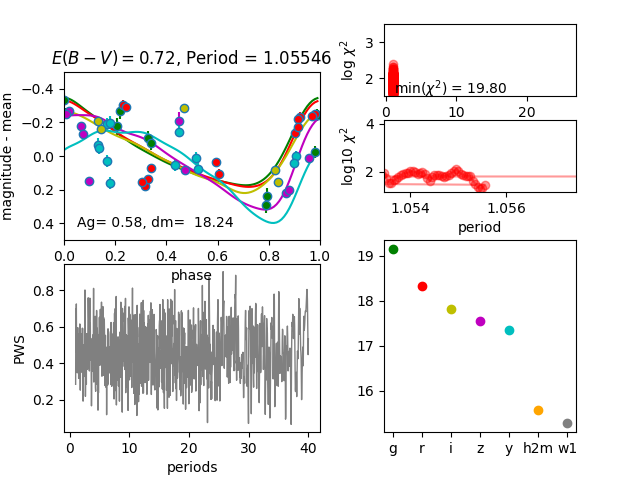 E(B − V) = 0.72, Period = 1.05546
magnitude - mean
−0.4
−0.2
0.0
0.2
0.4
Ag= 0.58, dm=  18.24
0.0 0.2 0.4 0.6 0.8 1.0
phase
log χ²
3
2
min(χ²) = 19.80
0 10 20
log10 χ²
4
2
1.054 1.056
period
PWS
0.8
0.6
0.4
0.2
0 10 20 30 40
periods
19
18
17
16
g r i z y h2m w1